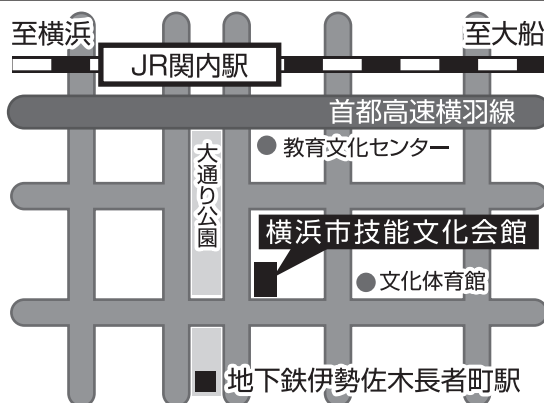 至横浜
至大船
JR関内駅
首都高速横羽線
教育文化センター
大通り公園
横浜市技能文化会館
文化体育館
地下鉄伊勢佐木長者町駅